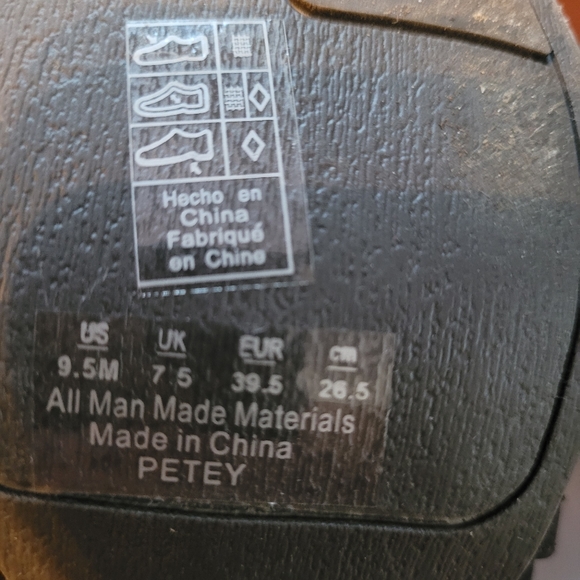 Hecho en
China
Fabriqué
en Chine
US UK EUR cm
9.5M 7 5 39.5 26.5
All Man Made Materials
Made in China
PETEY